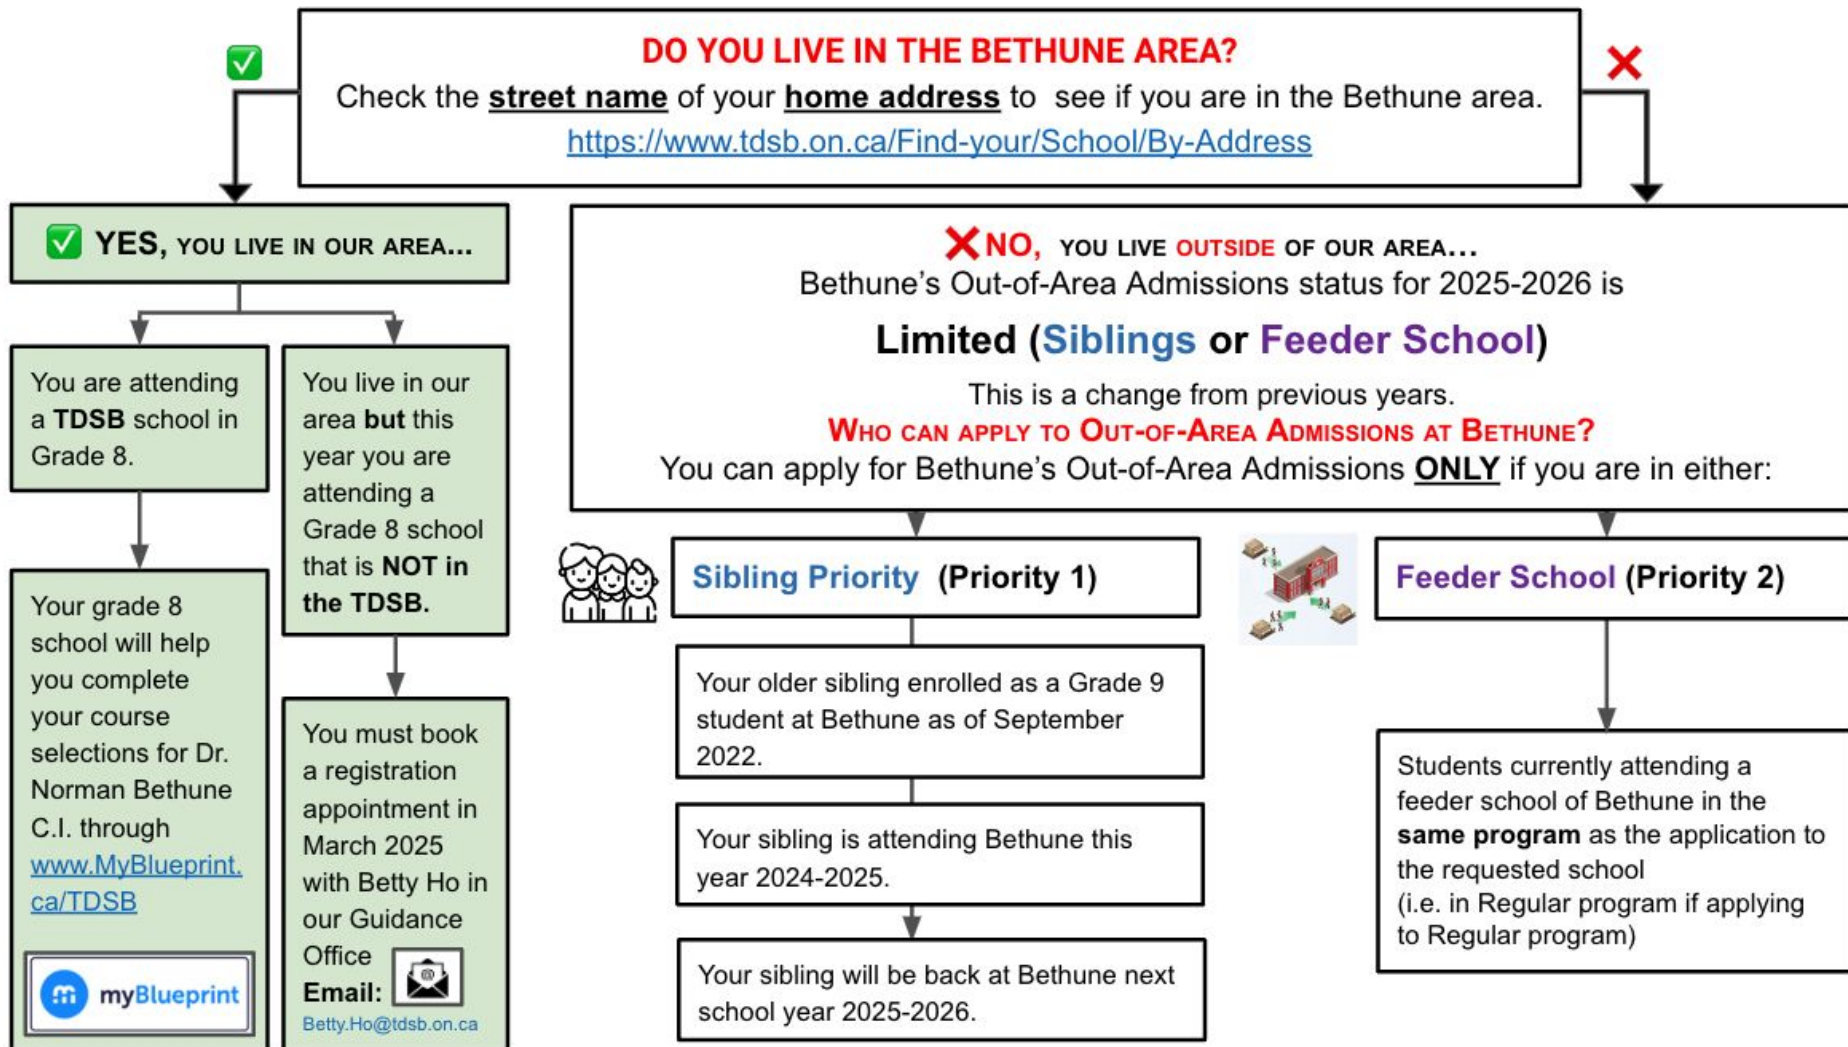 DO YOU LIVE IN THE BETHUNE AREA?
Check the street name of your home address to see if you are in the Bethune area.
https://www.tdsb.on.ca/Find-your/School/By-Address
YES, YOU LIVE IN OUR AREA...
You are attending
a TDSB school in
Grade 8.
Your grade 8
school will help
you complete
your course
selections for Dr.
Norman Bethune
C.I. through
www.MyBlueprint.
ca/TDSB
myBlueprint
You live in our
area but this
year you are
attending a
Grade 8 school
that is NOT in
the TDSB.
You must book
a registration
appointment in
March 2025
with Betty Ho in
our Guidance
Office
Email:
Betty.Ho@tdsb.on.ca
NO, YOU LIVE OUTSIDE OF OUR AREA...
Bethune's Out-of-Area Admissions status for 2025-2026 is
Limited (Siblings or Feeder School)
This is a change from previous years.
WHO CAN APPLY TO OUT-OF-AREA ADMISSIONS AT BETHUNE?
You can apply for Bethune's Out-of-Area Admissions ONLY if you are in either:
Sibling Priority (Priority 1)
Your older sibling enrolled as a Grade 9
student at Bethune as of September
2022.
Your sibling is attending Bethune this
year 2024-2025.
Your sibling will be back at Bethune next
school year 2025-2026.
Feeder School (Priority 2)
Students currently attending a
feeder school of Bethune in the
same program as the application to
the requested school
(i.e. in Regular program if applying
to Regular program)